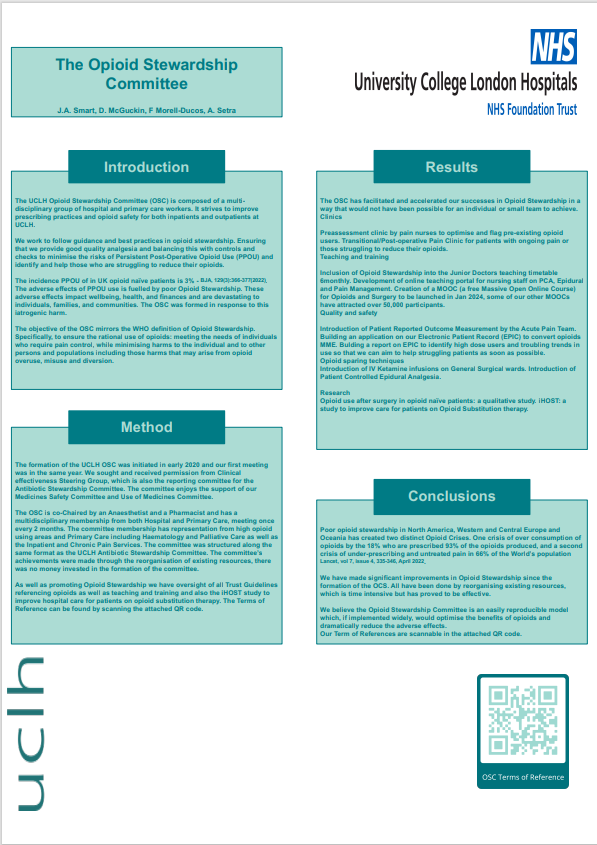 The Opioid Stewardship
Committee
J.A. Smart, D. McGuckin, F Morell-Ducos, A. Setra
NHS
University College London Hospitals
NHS Foundation Trust
Introduction
The UCLH Opioid Stewardship Committee (OSC) is composed of a multi-
disciplinary group of hospital and primary care workers. It strives to improve
prescribing practices and opioid safety for both inpatients and outpatients at
UCLH.
We work to follow guidance and best practices in opioid stewardship. Ensuring
that we provide good quality analgesia and balancing this with controls and
checks to minimise the risks of Persistent Post-Operative Opioid Use (PPOU) and
identify and help those who are struggling to reduce their opioids.
The incidence PPOU of in UK opioid naïve patients is 3% . BJA, 129(3):366-377(2022).
The adverse effects of PPOU use is fuelled by poor Opioid Stewardship. These
adverse effects impact wellbeing, health, and finances and are devastating to
individuals, families, and communities. The OSC was formed in response to this
iatrogenic harm.
The objective of the OSC mirrors the WHO definition of Opioid Stewardship.
Specifically, to ensure the rational use of opioids: meeting the needs of individuals
who require pain control, while minimising harms to the individual and to other
persons and populations including those harms that may arise from opioid
overuse, misuse and diversion.
Method
The formation of the UCLH OSC was initiated in early 2020 and our first meeting
was in the same year. We sought and received permission from Clinical
effectiveness Steering Group, which is also the reporting committee for the
Antibiotic Stewardship Committee. The committee enjoys the support of our
Medicines Safety Committee and Use of Medicines Committee.
The OSC is co-Chaired by an Anaesthetist and a Pharmacist and has a
multidisciplinary membership from both Hospital and Primary Care, meeting once
every 2 months. The committee membership has representation from high opioid
using areas and Primary Care including Haematology and Palliative Care as well as
the Inpatient and Chronic Pain Services. The committee was structured along the
same format as the UCLH Antibiotic Stewardship Committee. The committee's
achievements were made through the reorganisation of existing resources, there
was no money invested in the formation of the committee.
As well as promoting Opioid Stewardship we have oversight of all Trust Guidelines
referencing opioids as well as teaching and training and also the iHOST study to
improve hospital care for patients on opioid substitution therapy. The Terms of
Reference can be found by scanning the attached QR code.
uclh
Results
The OSC has facilitated and accelerated our successes in Opioid Stewardship in a
way that would not have been possible for an individual or small team to achieve.
Clinics
Preassessment clinic by pain nurses to optimise and flag pre-existing opioid
users. Transitional/Post-operative Pain Clinic for patients with ongoing pain or
those struggling to reduce their opioids.
Teaching and training
Inclusion of Opioid Stewardship into the Junior Doctors teaching timetable
6monthly. Development of online teaching portal for nursing staff on PCA, Epidural
and Pain Management. Creation of a MOOC (a free Massive Open Online Course)
for Opioids and Surgery to be launched in Jan 2024, some of our other MOOCs
have attracted over 50,000 participants.
Quality and safety
Introduction of Patient Reported Outcome Measurement by the Acute Pain Team.
Building an application on our Electronic Patient Record (EPIC) to convert opioids
MME. Bulding a report on EPIC to identify high dose users and troubling trends in
use so that we can aim to help struggling patients as soon as possible.
Opioid sparing techniques
Introduction of IV Ketamine infusions on General Surgical wards. Introduction of
Patient Controlled Epidural Analgesia.
Research
Opioid use after surgery in opioid naïve patients: a qualitative study. iHOST: a
study to improve care for patients on Opioid Substitution therapy.
Conclusions
Poor opioid stewardship in North America, Western and Central Europe and
Oceania has created two distinct Opioid Crises. One crisis of over consumption of
opioids by the 18% who are prescribed 93% of the opioids produced, and a second
crisis of under-prescribing and untreated pain in 66% of the World's population
Lancet, vol 7, Issue 4, 335-346, April 2022.
We have made significant improvements in Opioid Stewardship since the
formation of the OCS. All have been done by reorganising existing resources,
which is time intensive but has proved to be effective.
We believe the Opioid Stewardship Committee is an easily reproducible model
which, if implemented widely, would optimise the benefits of opioids and
dramatically reduce the adverse effects.
Our Term of References are scannable in the attached QR code.
OSC Terms of Reference